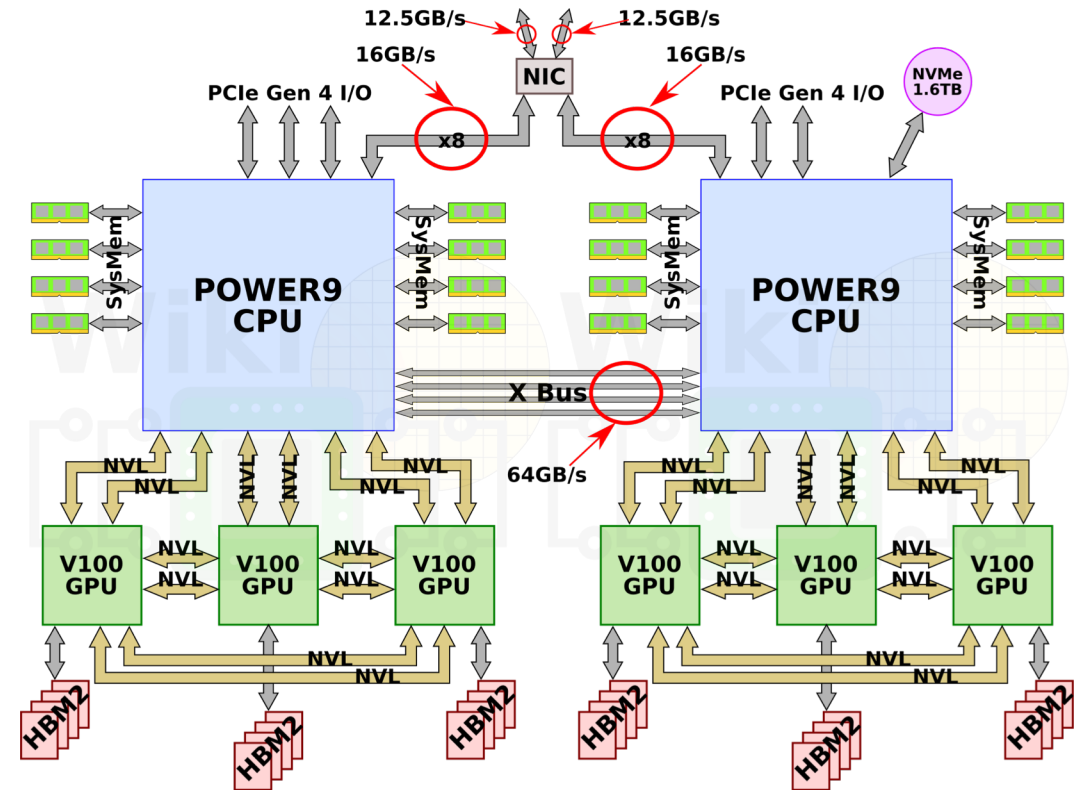 12.5GB/s
12.5GB/s
16GB/s
16GB/s
NIC
NVMe
1.6TB
PCIe Gen 4 I/O
PCIe Gen 4 I/O
x8
x8
SysMem
SysMem
SysMem
SysMem
POWER9
CPU
POWER9
CPU
Wiki
Wiki
X Bus
64GB/s
NVL
NVL
NVL
NVL
NVL
NVL
NVL
NVL
NVL
NVL
NVL
NVL
V100
GPU
NVL
NVL
V100
GPU
NVL
NVL
V100
GPU
V100
GPU
NVL
NVL
V100
GPU
NVL
NVL
V100
GPU
NVL
NVL
NVL
NVL
HBM2
HBM2
HBM2
HBM2
HBM2
HBM2